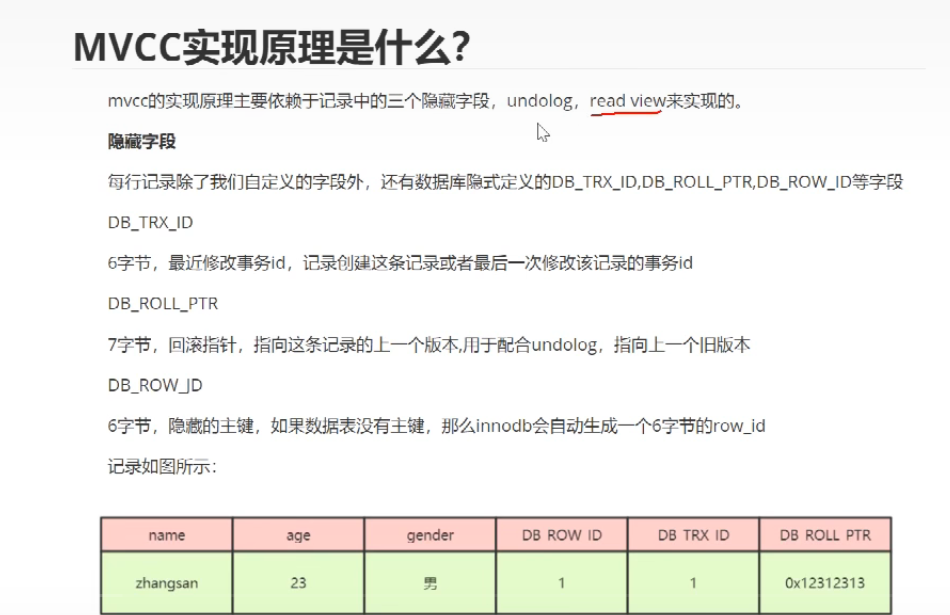 MVCC实现原理是什么?
mvcc的实现原理主要依赖于记录中的三个隐藏字段，undolog，read view来实现的。
隐藏字段
每行记录除了我们自定义的字段外，还有数据库隐式定义的DB_TRX_ID,DB_ROLL_PTR,DB_ROW_ID等字段
DB_TRX_ID
6字节，最近修改事务id，记录创建这条记录或者最后一次修改该记录的事务id
DB_ROLL_PTR
7字节，回滚指针，指向这条记录的上一个版本,用于配合undolog，指向上一个旧版本
DB_ROW_JD
6字节，隐藏的主键，如果数据表没有主键，那么innodb会自动生成一个6字节的row_id
记录如图所示：
name age gender DB ROW ID DB TRX ID DB ROLL PTR
zhangsan 23 男 1 1 0x12312313